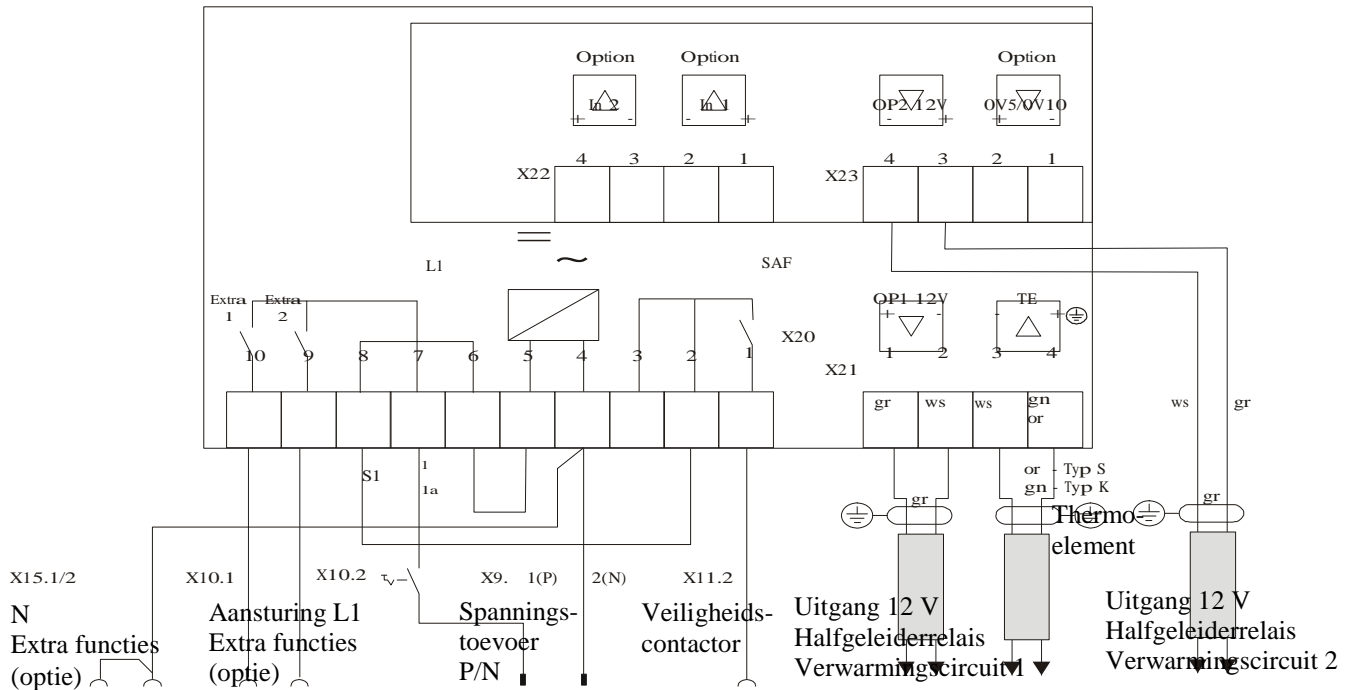 Option Option Option
In 2 In 1 OP2 12V 0V5/0V10
+ - - + - + + -
4 3 2 1 4 3 2 1
X22 X23
L1 ~ SAF
Extra 1 Extra 2 OP1 12V TE
+ - - +
10 9 8 7 6 5 4 3 2 1 X20 1 2 3 4
X21
gr ws ws gn or ws gr
S1 1 1a
or - Typ S
gn - Typ K
gr gr
Thermo-
element
X15.1/2 X10.1 X10.2 X9. 1(P) 2(N) X11.2
N
Extra functies
(optie)
Aansturing L1
Extra functies
(optie)
Spannings-
toevoer
P/N
Veiligheids-
contactor
Uitgang 12 V
Halfgeleiderrelais
Verwarmingscircuit 1
Uitgang 12 V
Halfgeleiderrelais
Verwarmingscircuit 2